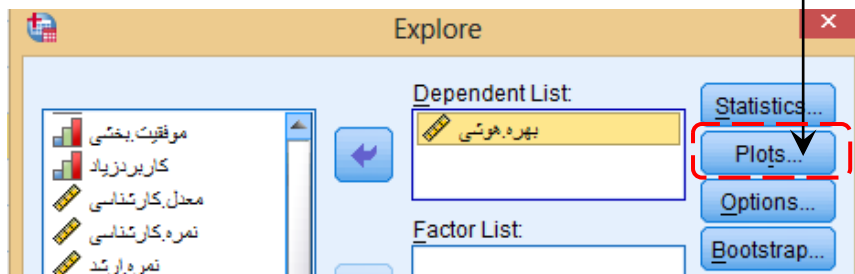 Explore
Dependent List:
بهره.هوشی
Statistics...
Plots...
Options...
Bootstrap...
Factor List:
موفقیت.بخشی
کاربردزیاد
معدل.کارشناسی
نمره.کارشناسی
نمره.ارشد